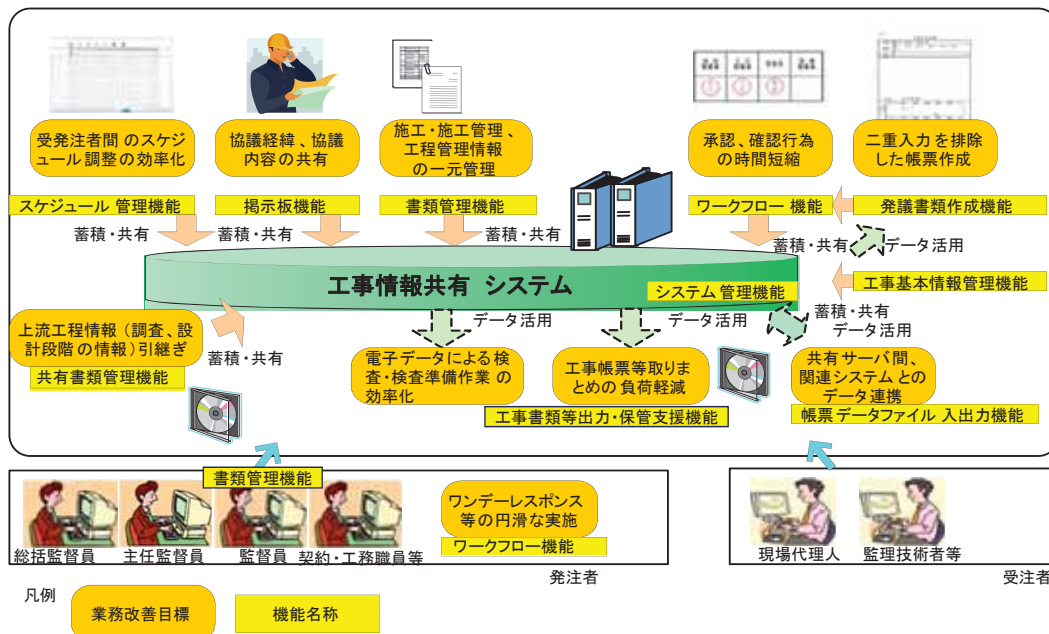 受発注者間のスケジュール調整の効率化
協議経緯、協議
内容の共有
施工・施工管理、
工程管理情報
の一元管理
承認、確認行為
の時間短縮
二重入力を排除
した帳票作成
スケジュール管理機能
掲示板機能
書類管理機能
ワークフロー機能
発議書類作成機能
蓄積・共有
蓄積・共有
蓄積・共有
蓄積・共有
データ活用
工事情報共有 システム
システム管理機能
工事基本情報管理機能
上流工程情報(調査、設
計段階の情報)引継ぎ
共有書類管理機能
蓄積・共有
データ活用
データ活用
蓄積・共有
データ活用
電子データによる検
査・検査準備作業の
効率化
工事帳票等取りま
とめの負荷軽減
共有サーバ間、
関連システムとの
データ連携
工事書類等出力・保管支援機能
帳票データファイル入出力機能
書類管理機能
ワンデーレスポンス
等の円滑な実施
ワークフロー機能
総括監督員
主任監督員
監督員
契約・工務職員等
発注者
現場代理人
監理技術者等
受注者
凡例
業務改善目標
機能名称